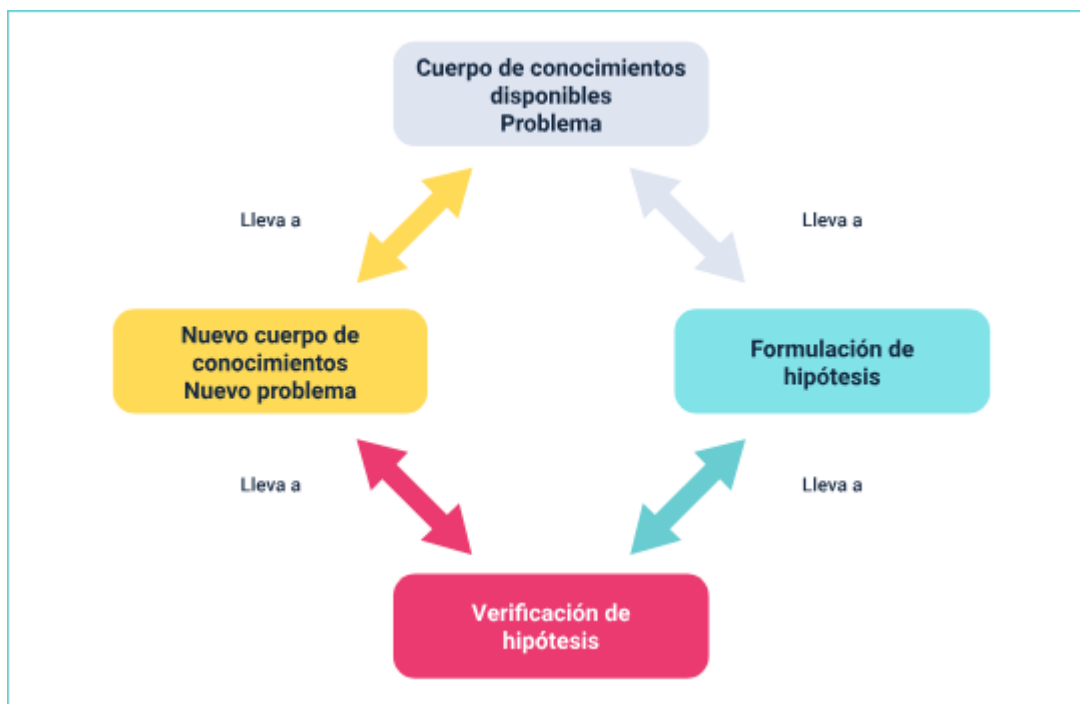 Cuerpo de conocimientos
disponibles
Problema
Lleva a
Lleva a
Nuevo cuerpo de
conocimientos
Nuevo problema
Formulación de
hipótesis
Lleva a
Lleva a
Verificación de
hipótesis